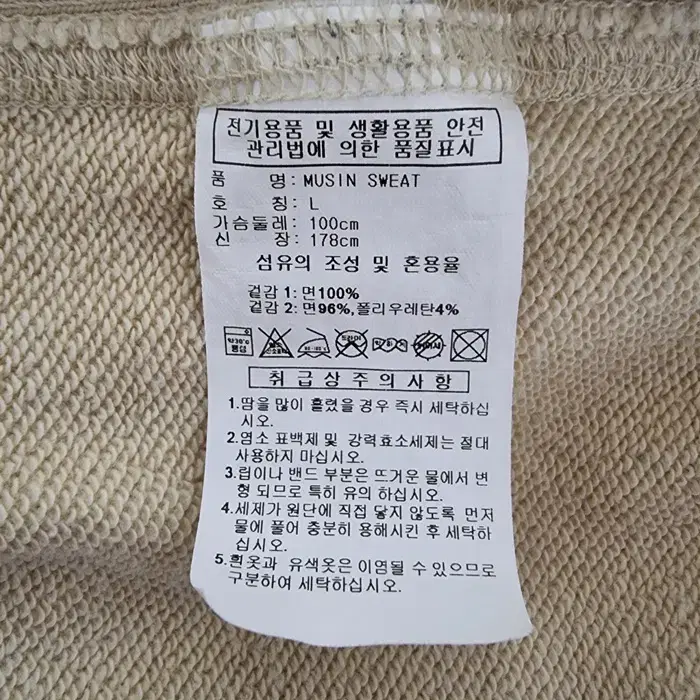 전기용품 및 생활용품 안전
관리법에 의한 품질표시
품 명: MUSIN SWEAT
호 칭: L
가슴둘레: 100cm
신 장: 178cm
섬유의 조성 및 혼용율
겉감 1: 면100%
겉감 2: 면96%,폴리우레탄4%
약30℃
중성
드라이
취급상주의사항
1.땀을 많이 흘렸을 경우 즉시 세탁하십
시오.
2.염소 표백제 및 강력효소세제는 절대
사용하지 마십시오.
3.립이나 밴드 부분은 뜨거운 물에서 변
형 되므로 특히 유의 하십시오.
4.세제가 원단에 직접 닿지 않도록 먼저
물에 풀어 충분히 용해시킨 후 세탁하
십시오.
5.흰옷과 유색옷은 이염될 수 있으므로
구분하여 세탁하십시오.